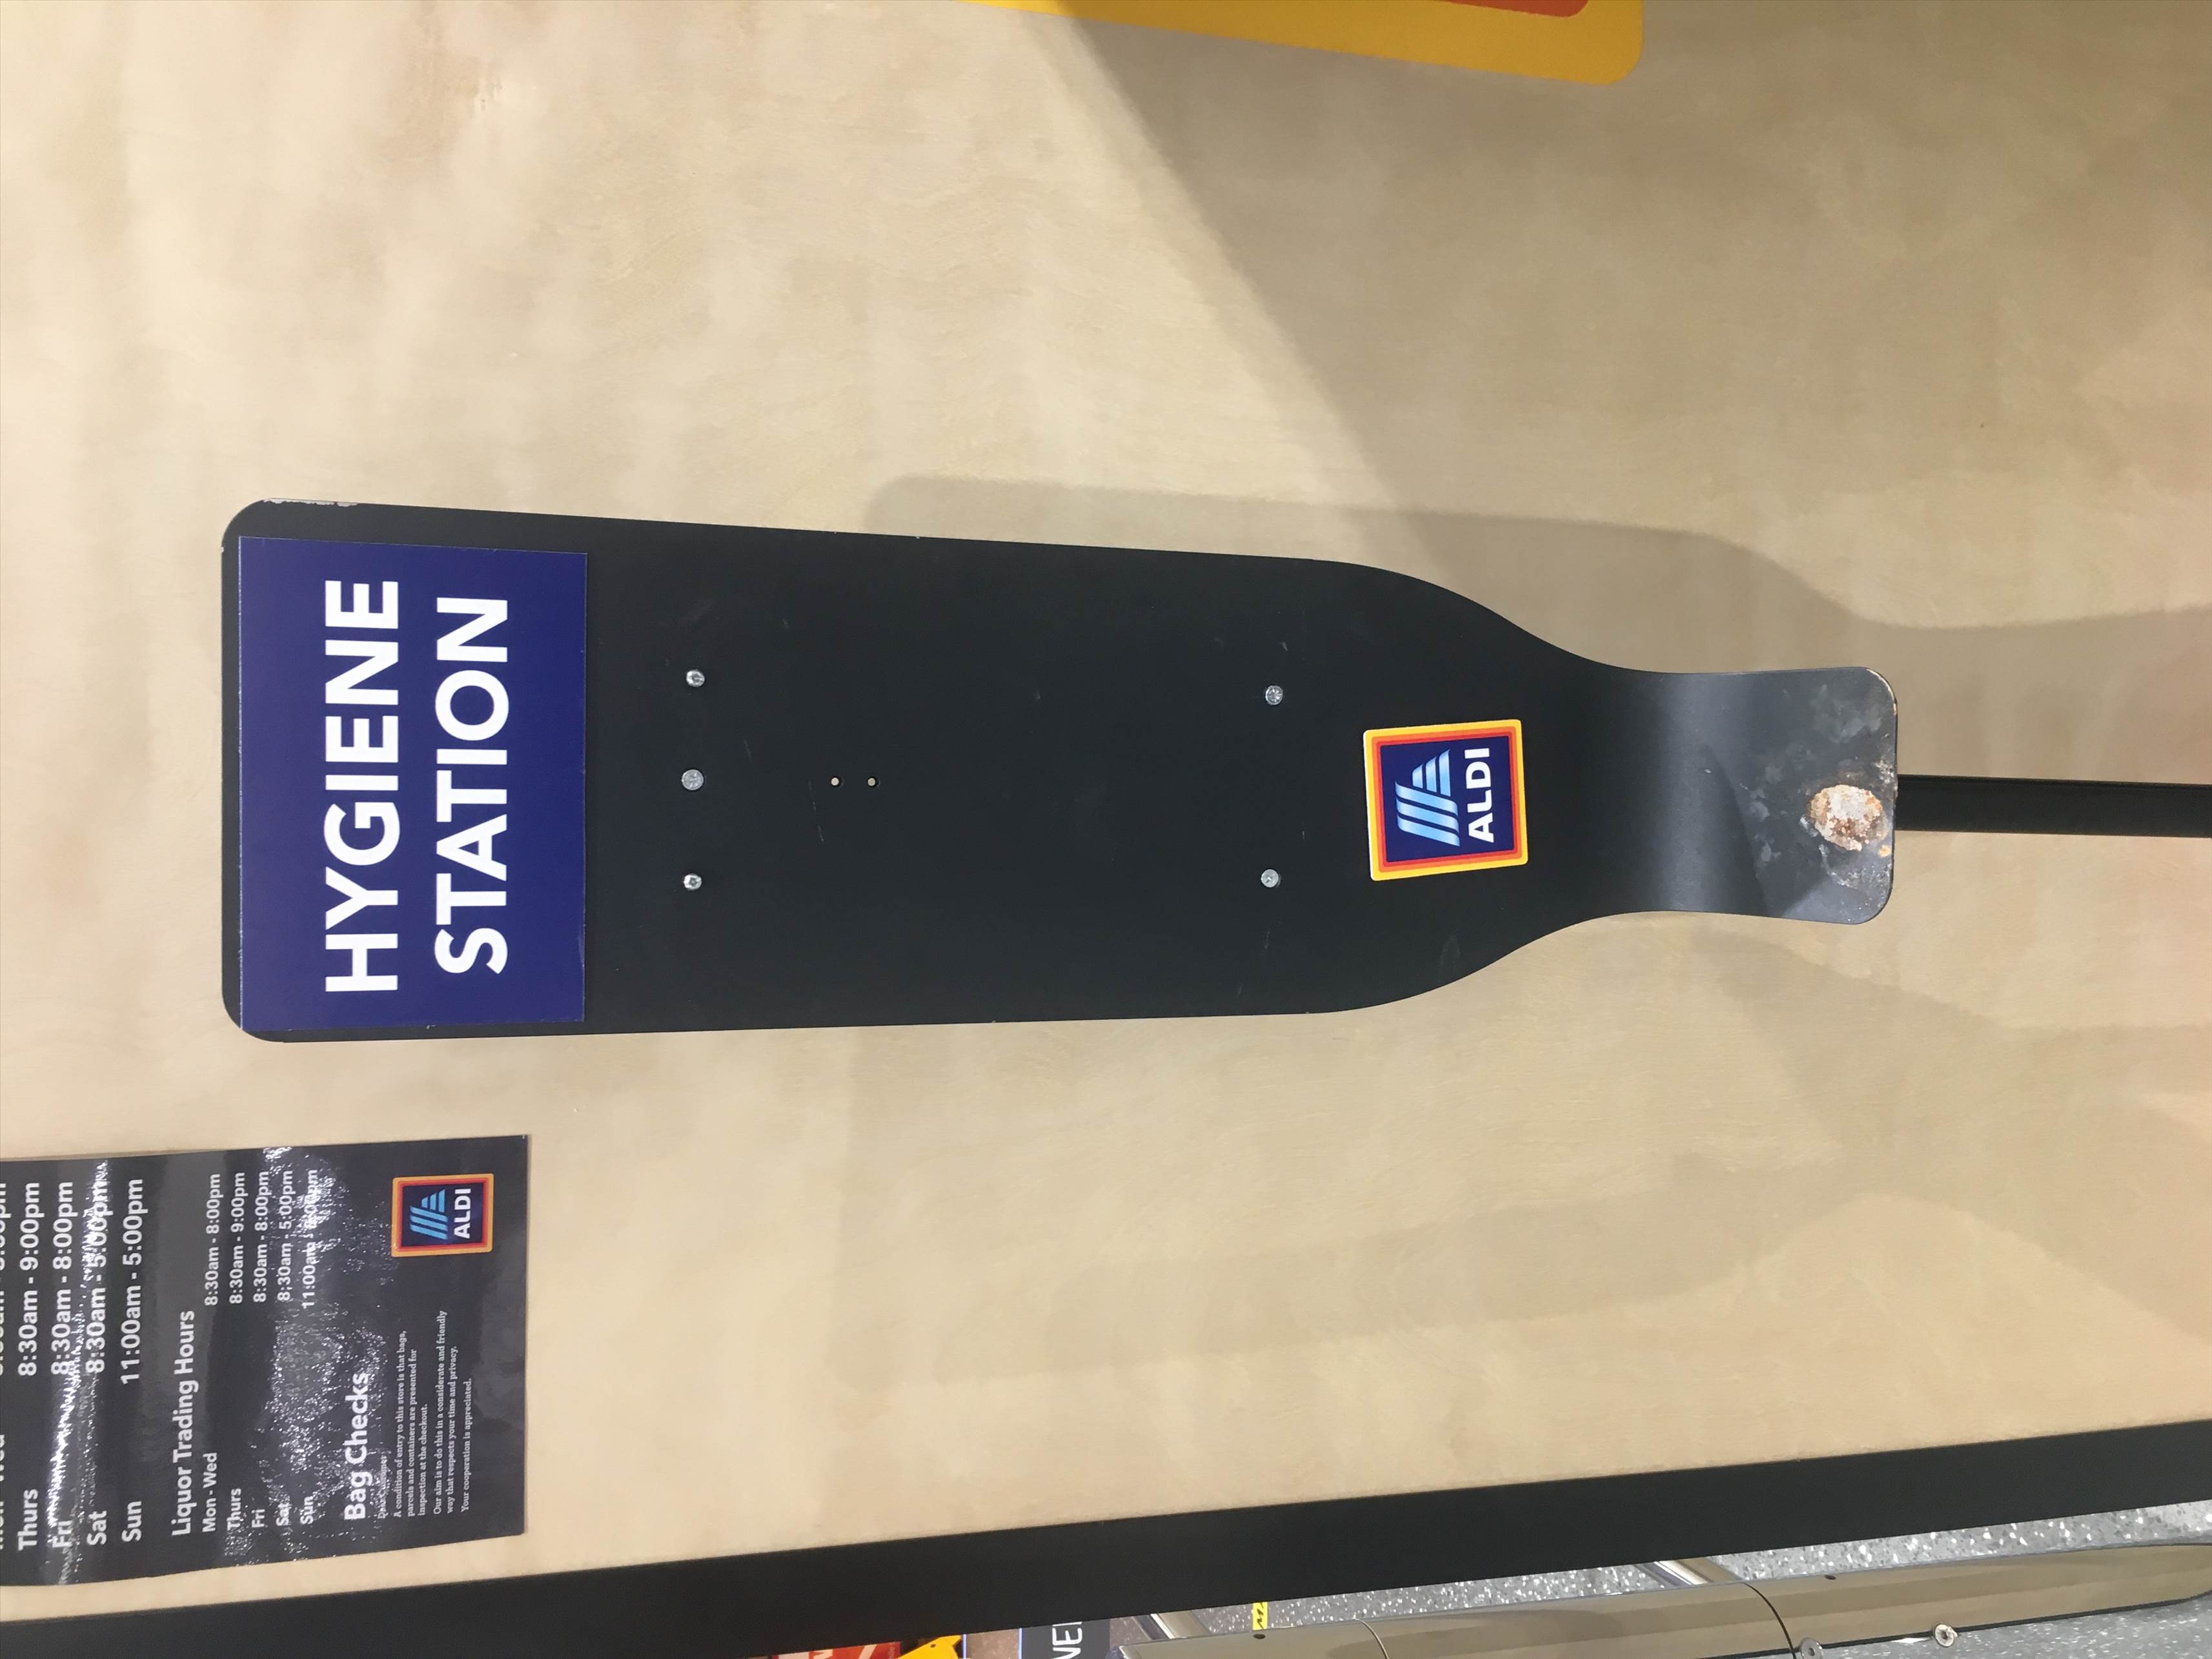 HYGIENE
STATION
ALDI
Thurs 8:30am - 9:00pm
Fri 8:30am - 8:00pm
Sat 8:30am - 5:00pm
Sun 11:00am - 5:00pm
Liquor Trading Hours
Mon - Wed 8:30am - 8:00pm
Thurs 8:30am - 9:00pm
Fri 8:30am - 8:00pm
Sat 8:30am - 5:00pm
Sun 11:00am - 5:00pm
Bag Checks
A condition of entry to this store is that bags,
parcels and containers are presented for
inspection at the checkout.
Our aim is to do this in a considerate and friendly
way that respects your time and privacy.
Your cooperation is appreciated.
ALDI